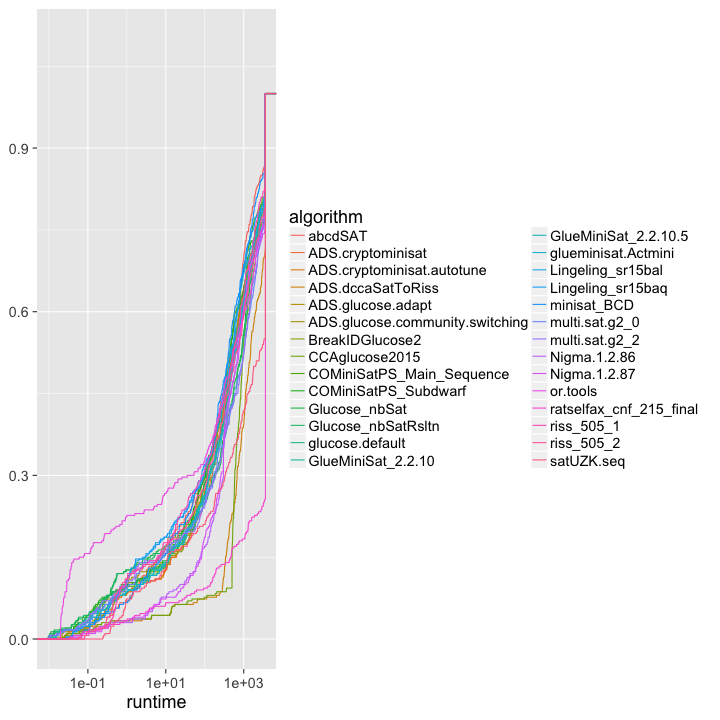 0.9
0.6
0.3
0.0
1e-01 1e+01 1e+03
runtime
algorithm
abcdSAT
ADS.cryptominisat
ADS.cryptominisat.autotune
ADS.dccaSatToRiss
ADS.glucose.adapt
ADS.glucose.community.switching
BreakIDGlucose2
CCAglucose2015
COMiniSatPS_Main_Sequence
COMiniSatPS_Subdwarf
Glucose_nbSat
Glucose_nbSatRsltn
glucose.default
GlueMiniSat_2.2.10
GlueMiniSat_2.2.10.5
glueminisat.Actmini
Lingeling_sr15bal
Lingeling_sr15baq
minisat_BCD
multi.sat.g2_0
multi.sat.g2_2
Nigma.1.2.86
Nigma.1.2.87
or.tools
ratselfax_cnf_215_final
riss_505_1
riss_505_2
satUZK.seq